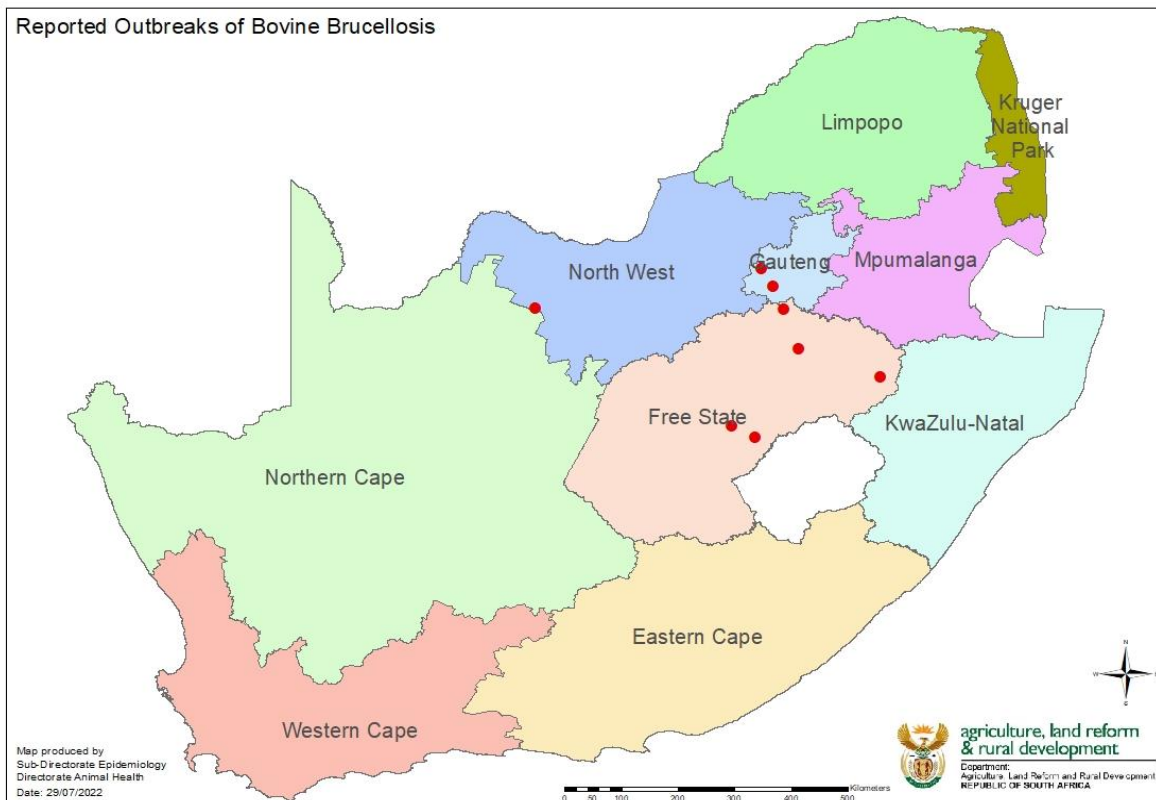 Reported Outbreaks of Bovine Brucellosis
Limpopo
Kruger
National
Park
North West
Gauteng
Mpumalanga
Free State
KwaZulu-Natal
Northern Cape
Eastern Cape
Western Cape
N
W
E
S
Map produced by
Sub-Directorate Epidemiology
Directorate Animal Health
Date: 29/07/2022
Kilometers
0 50 100 200 300 400 500
agriculture, land reform
& rural development
Department:
Agriculture, Land Reform and Rural Development
REPUBLIC OF SOUTH AFRICA